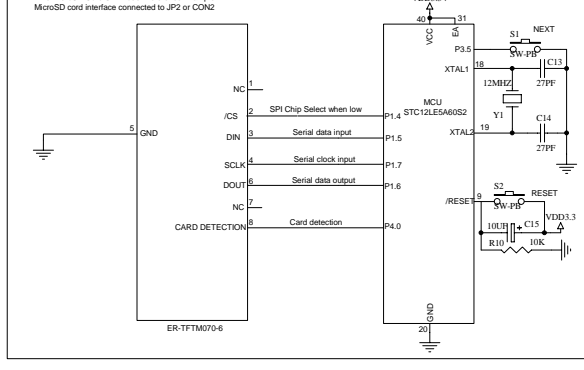 MicroSD cord interface connected to JP2 or CON2
40
31
VCC
EA
S1
NEXT
P3.5
SW-PB
18
C13
XTAL1
NC
1
12MHZ
27PF
/CS
2
SPI Chip Select when low
P1.4
MCU
STC12LE5A60S2
Y1
5
GND
DIN
3
Serial data input
P1.5
C14
XTAL2
19
27PF
SCLK
4
Serial clock input
P1.7
DOUT
6
Serial data output
P1.6
S2
RESET
NC
7
/RESET
9
SW-PB
VDD3.3
CARD DETECTION
8
Card detection
P4.0
10UF
+
C15
R10
10K
GND
20
ER-TFTM070-6